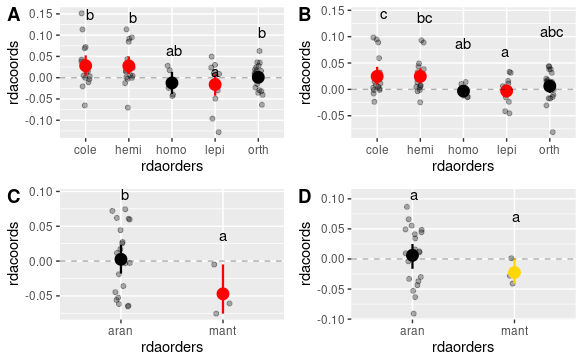 A
b
b
ab
a
b
0.15
0.10
0.05
0.00
-0.05
-0.10
rdacoords
cole
hemi
homo
lepi
orth
rdaorders
B
c
bc
ab
a
abc
0.15
0.10
0.05
0.00
-0.05
rdacoords
cole
hemi
homo
lepi
orth
rdaorders
C
b
a
0.10
0.05
0.00
-0.05
rdacoords
aran
mant
rdaorders
D
a
a
0.10
0.05
0.00
-0.05
-0.10
rdacoords
aran
mant
rdaorders